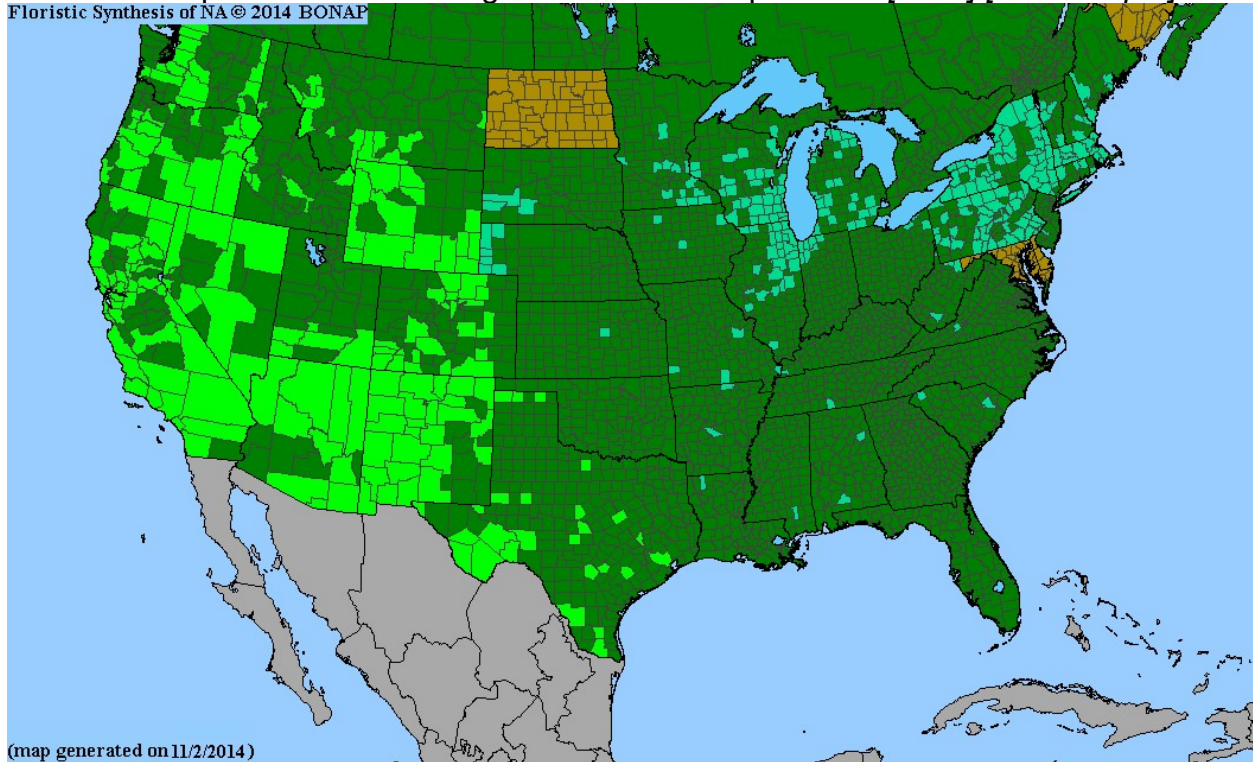 Floristic Synthesis of NA © 2014 BONAP
(map generated on 11/2/2014)